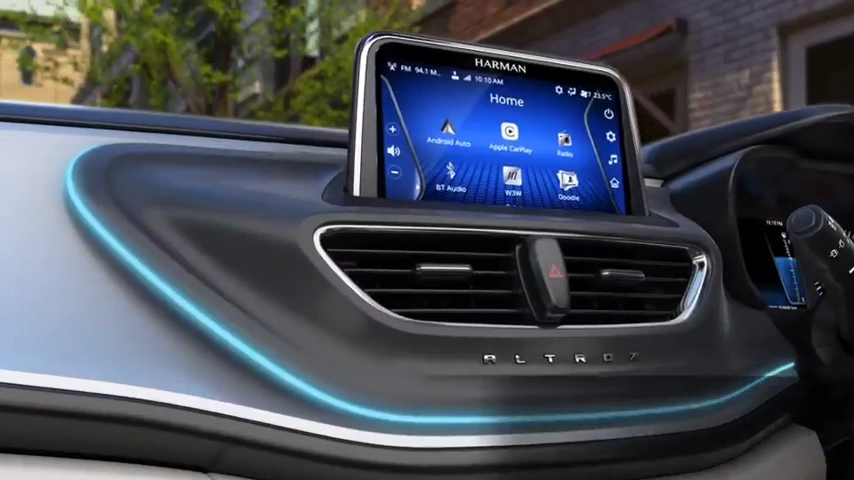 HARMAN
FM 94.1 M...
10:10 AM
23.5°C
Home
Android Auto
Apple CarPlay
Radio
BT Audio
W3W
Doodle
ALTROZ